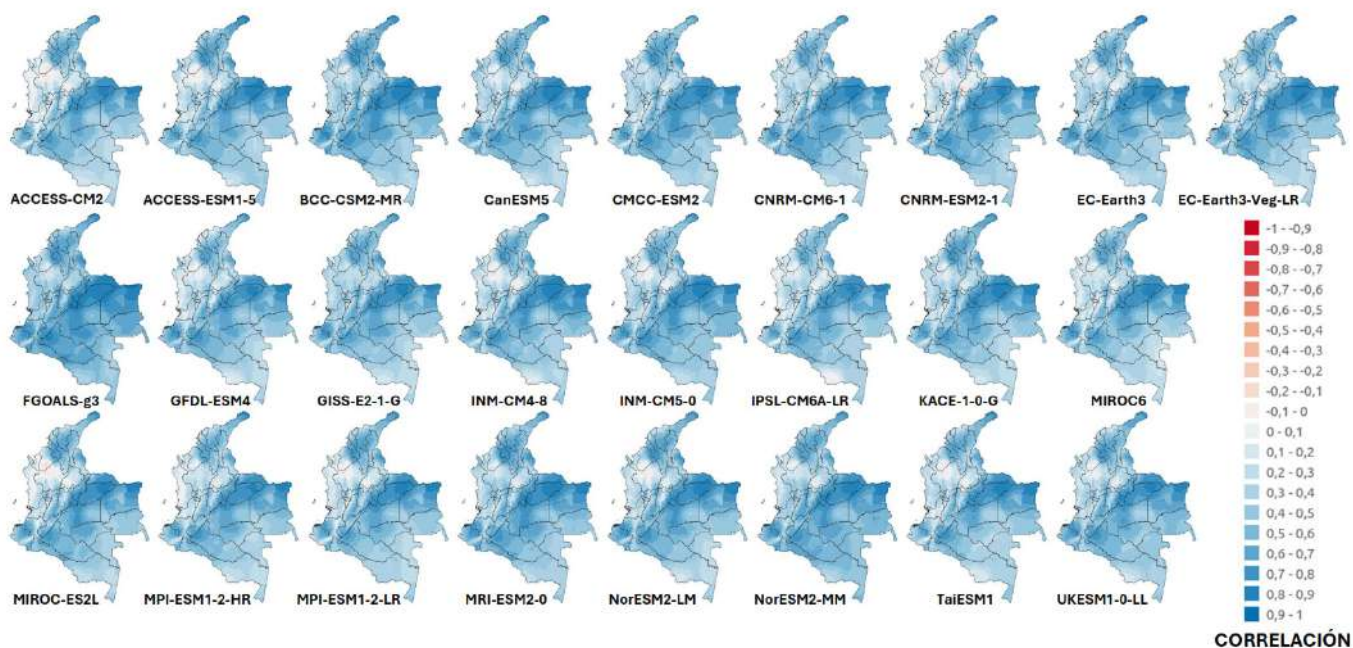 ACCESS-CM2 ACCESS-ESM1-5 BCC-CSM2-MR CanESM5 CMCC-ESM2 CNRM-CM6-1 CNRM-ESM2-1 EC-Earth3 EC-Earth3-Veg-LR
FGOALS-g3 GFDL-ESM4 GISS-E2-1-G INM-CM4-8 INM-CM5-0 IPSL-CM6A-LR KACE-1-0-G MIROC6
MIROC-ES2L MPI-ESM1-2-HR MPI-ESM1-2-LR MRI-ESM2-0 NorESM2-LM NorESM2-MM TaiESM1 UKESM1-0-LL
-1 - -0,9
-0,9 - -0,8
-0,8 - -0,7
-0,7 - -0,6
-0,6 - -0,5
-0,5 - -0,4
-0,4 - -0,3
-0,3 - -0,2
-0,2 - -0,1
-0,1 - 0
0 - 0,1
0,1 - 0,2
0,2 - 0,3
0,3 - 0,4
0,4 - 0,5
0,5 - 0,6
0,6 - 0,7
0,7 - 0,8
0,8 - 0,9
0,9 - 1
CORRELACIÓN